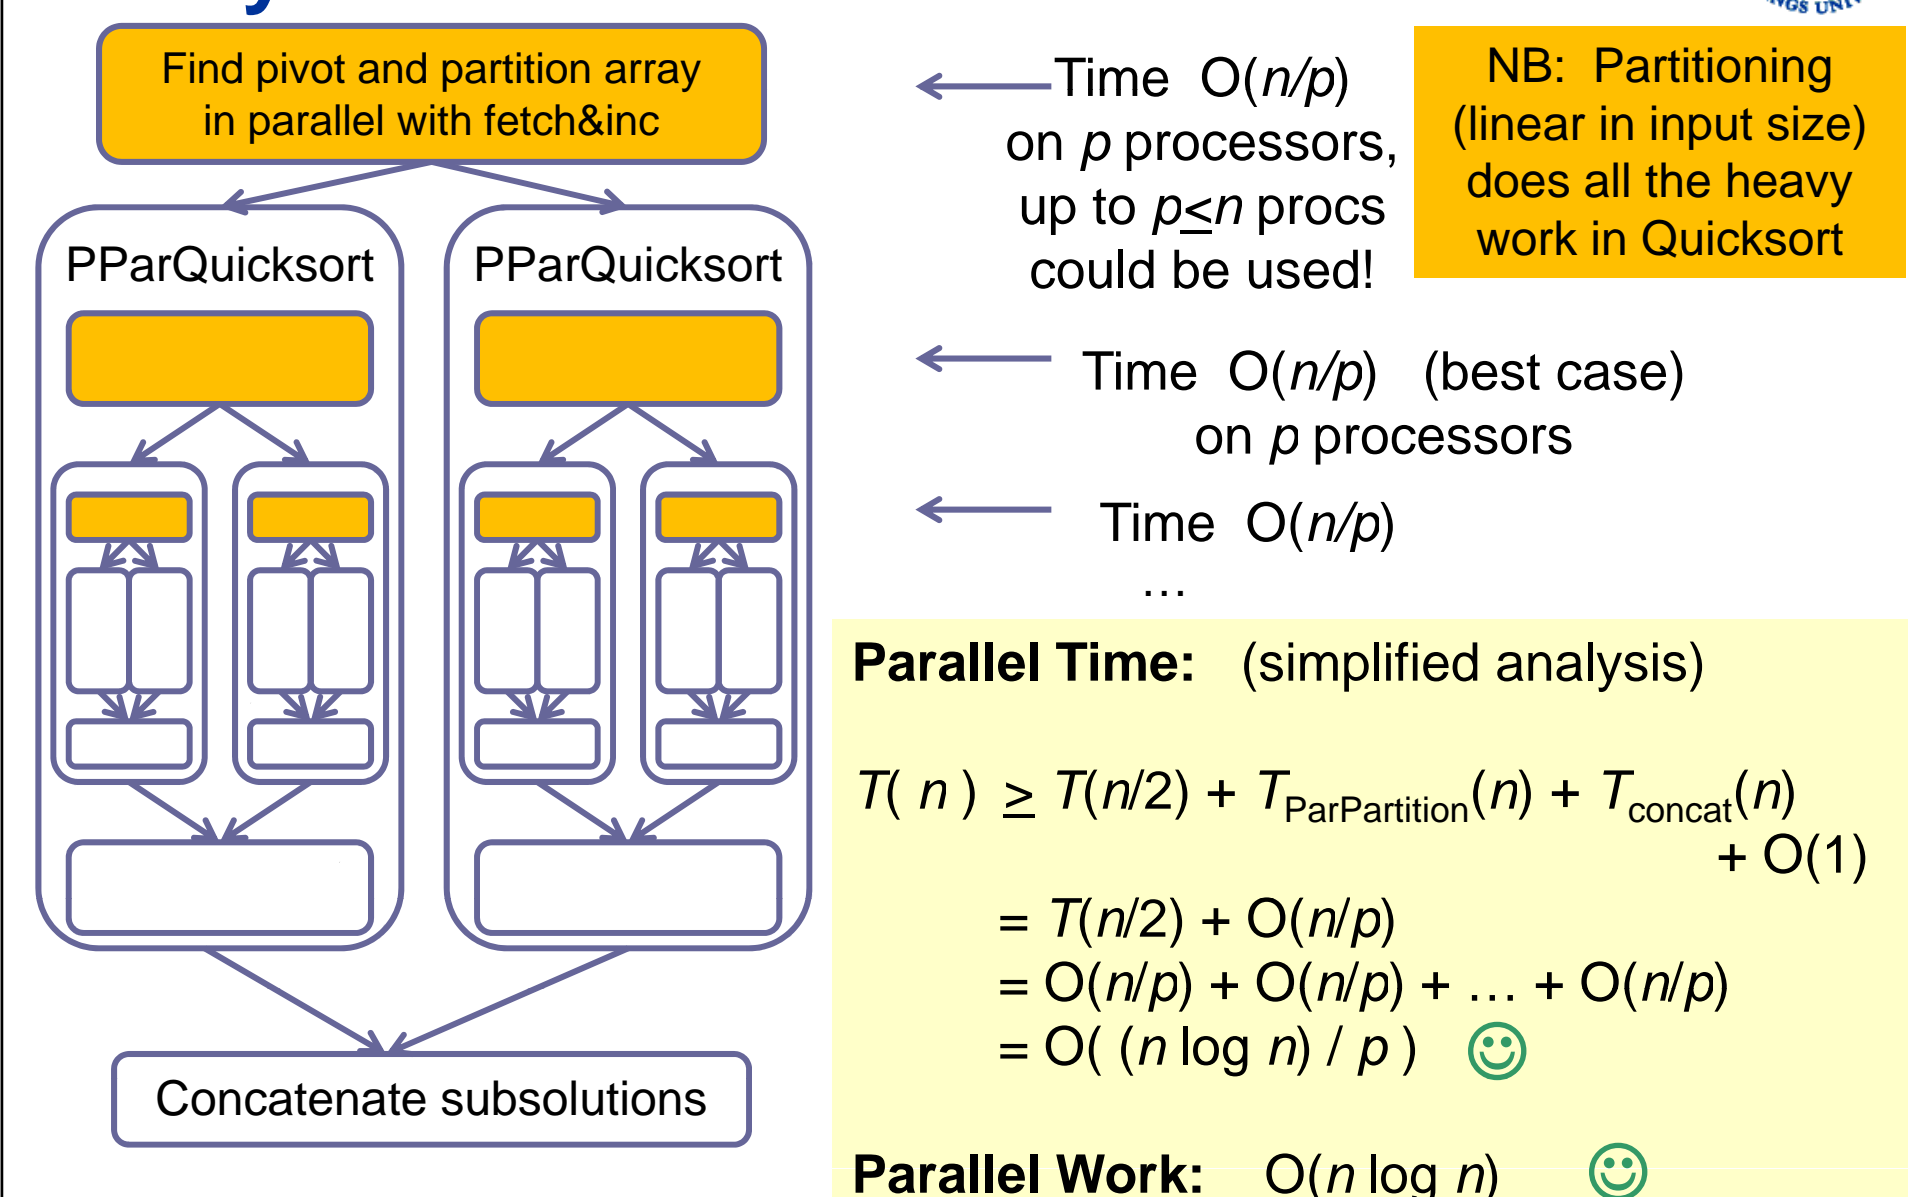 Find pivot and partition array
in parallel with fetch&inc
PParQuicksort
PParQuicksort
Concatenate subsolutions
Time O(n/p)
on p processors,
up to p≤n procs
could be used!
NB: Partitioning
(linear in input size)
does all the heavy
work in Quicksort
Time O(n/p) (best case)
on p processors
Time O(n/p)
…
Parallel Time: (simplified analysis)
T( n ) ≥ T(n/2) + T_ParPartition(n) + T_concat(n)
+ O(1)
= T(n/2) + O(n/p)
= O(n/p) + O(n/p) + … + O(n/p)
= O( (n log n) / p )
Parallel Work: O(n log n)